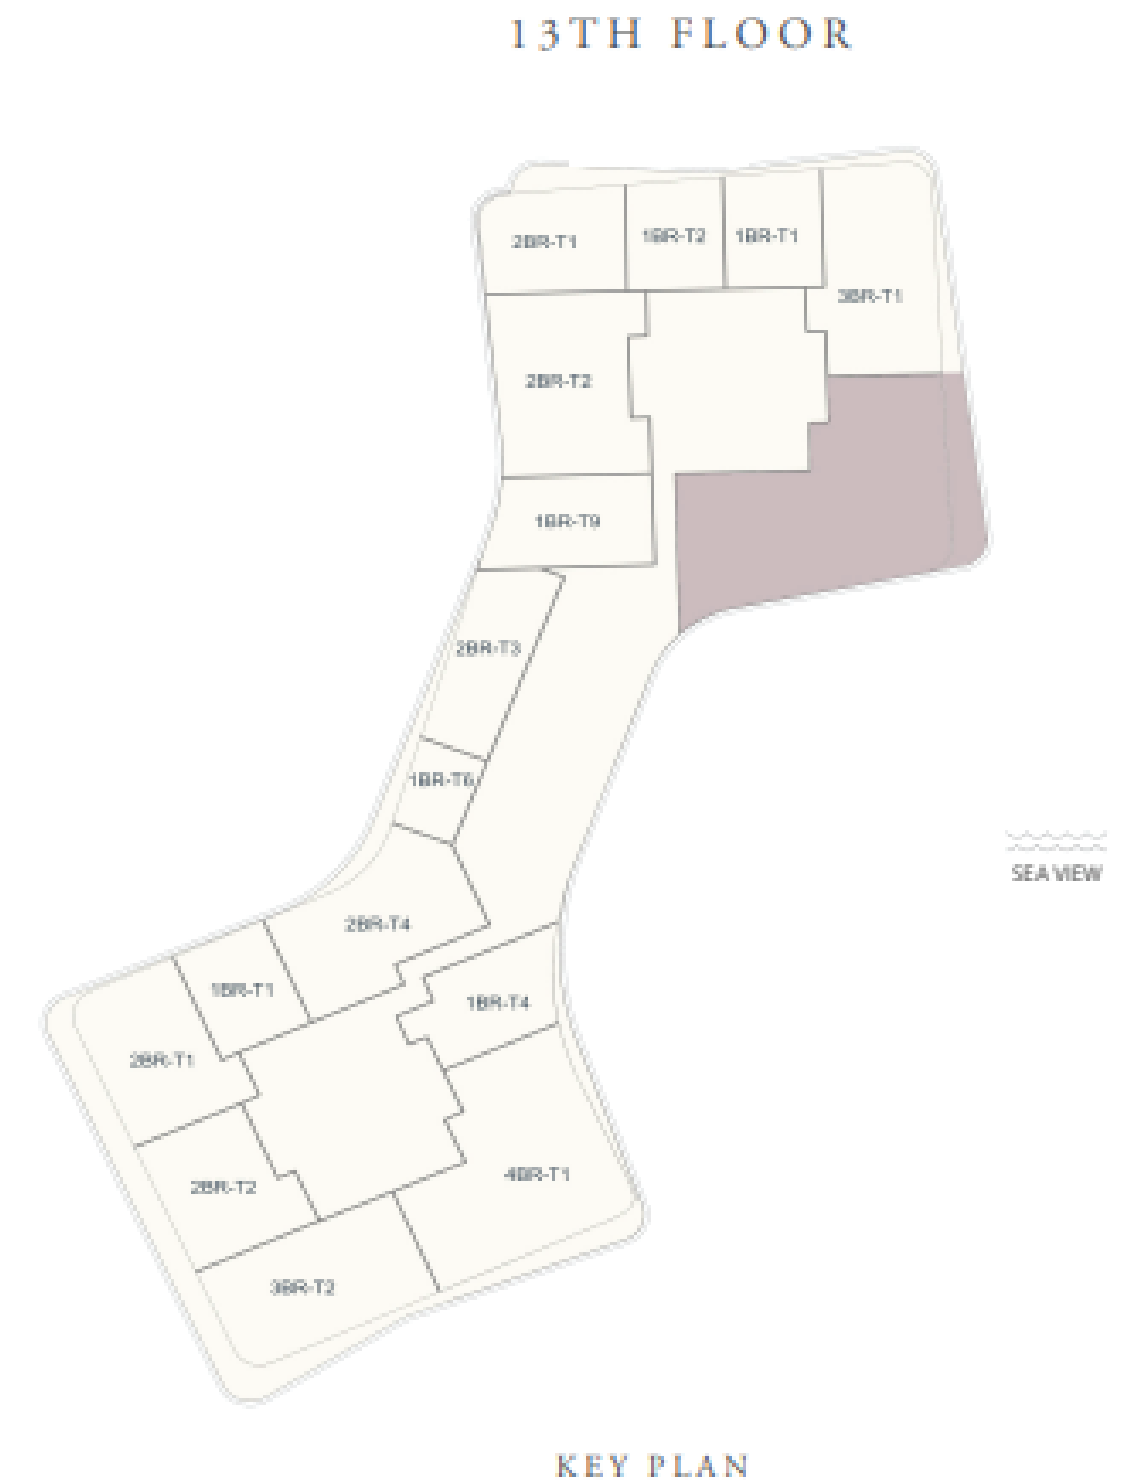 13TH FLOOR
2BR-T1
1BR-T2
1BR-T1
3BR-T1
2BR-T2
1BR-T9
2BR-T3
1BR-T6
SEA VIEW
2BR-T4
1BR-T1
1BR-T4
2BR-T1
4BR-T1
2BR-T2
3BR-T2
KEY PLAN